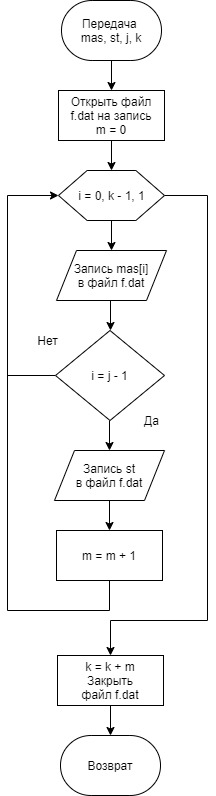 Передача
mas, st, j, k
Открыть файл
f.dat на запись
m = 0
i = 0, k - 1, 1
Запись mas[i]
в файл f.dat
Нет
i = j - 1
Да
Запись st
в файл f.dat
m = m + 1
k = k + m
Закрыть
файл f.dat
Возврат